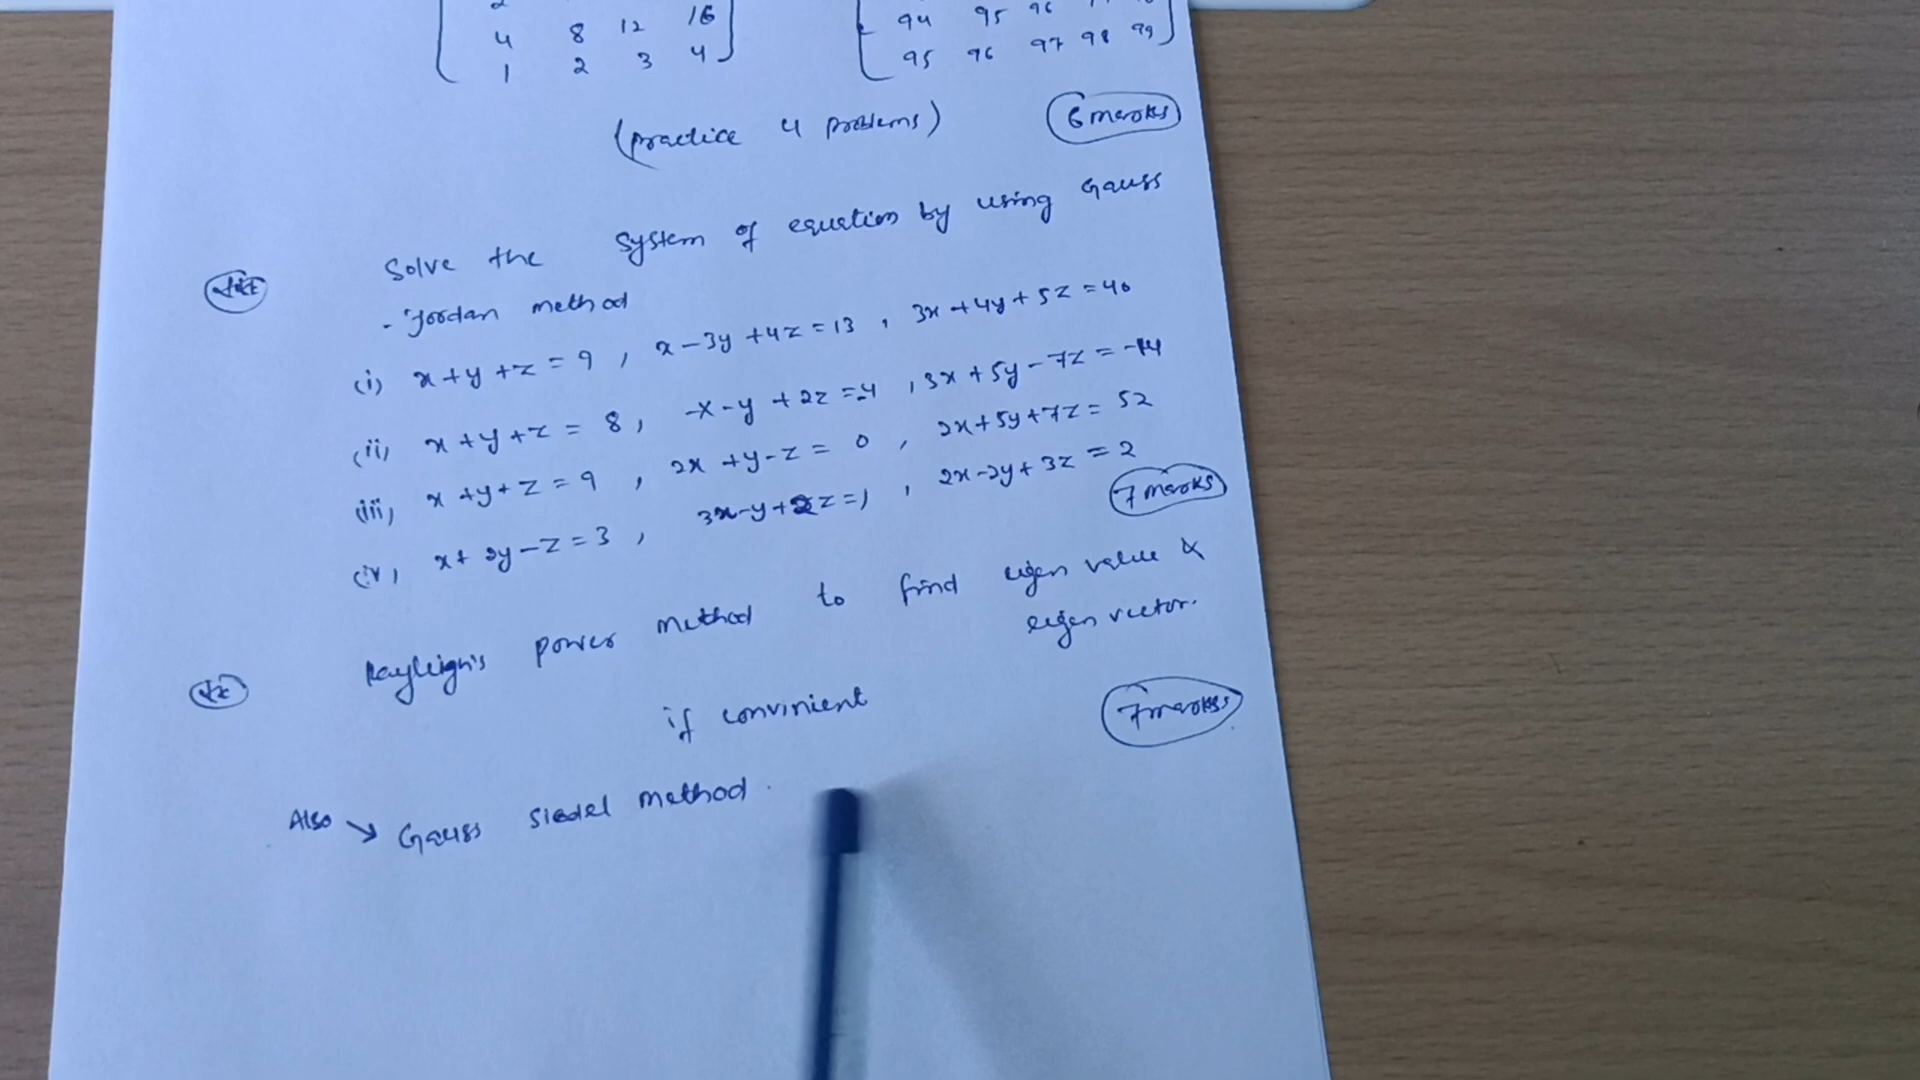 4 8 12 16
94 95 96
1 2 3 4
95 96 97 98 99
(practice 4 problems)
6 marks
Solve the system of equation by using Gauss
- Jordan method
(i) x+y+z=9, x-3y+4z=13, 3x+4y+5z=40
(ii) x+y+z=8, -x-y+2z=-4, 3x+5y-7z=-14
(iii) x+y+z=9, 2x+y-z=0, 2x+5y+7z=52
(iv) x+2y-z=3, 3x-y+2z=1, 2x-2y+3z=2
7 marks
Rayleigh's power method to find eigen value &
eigen vector.
if convinient
7 marks
Also → Gauss Siedel method.